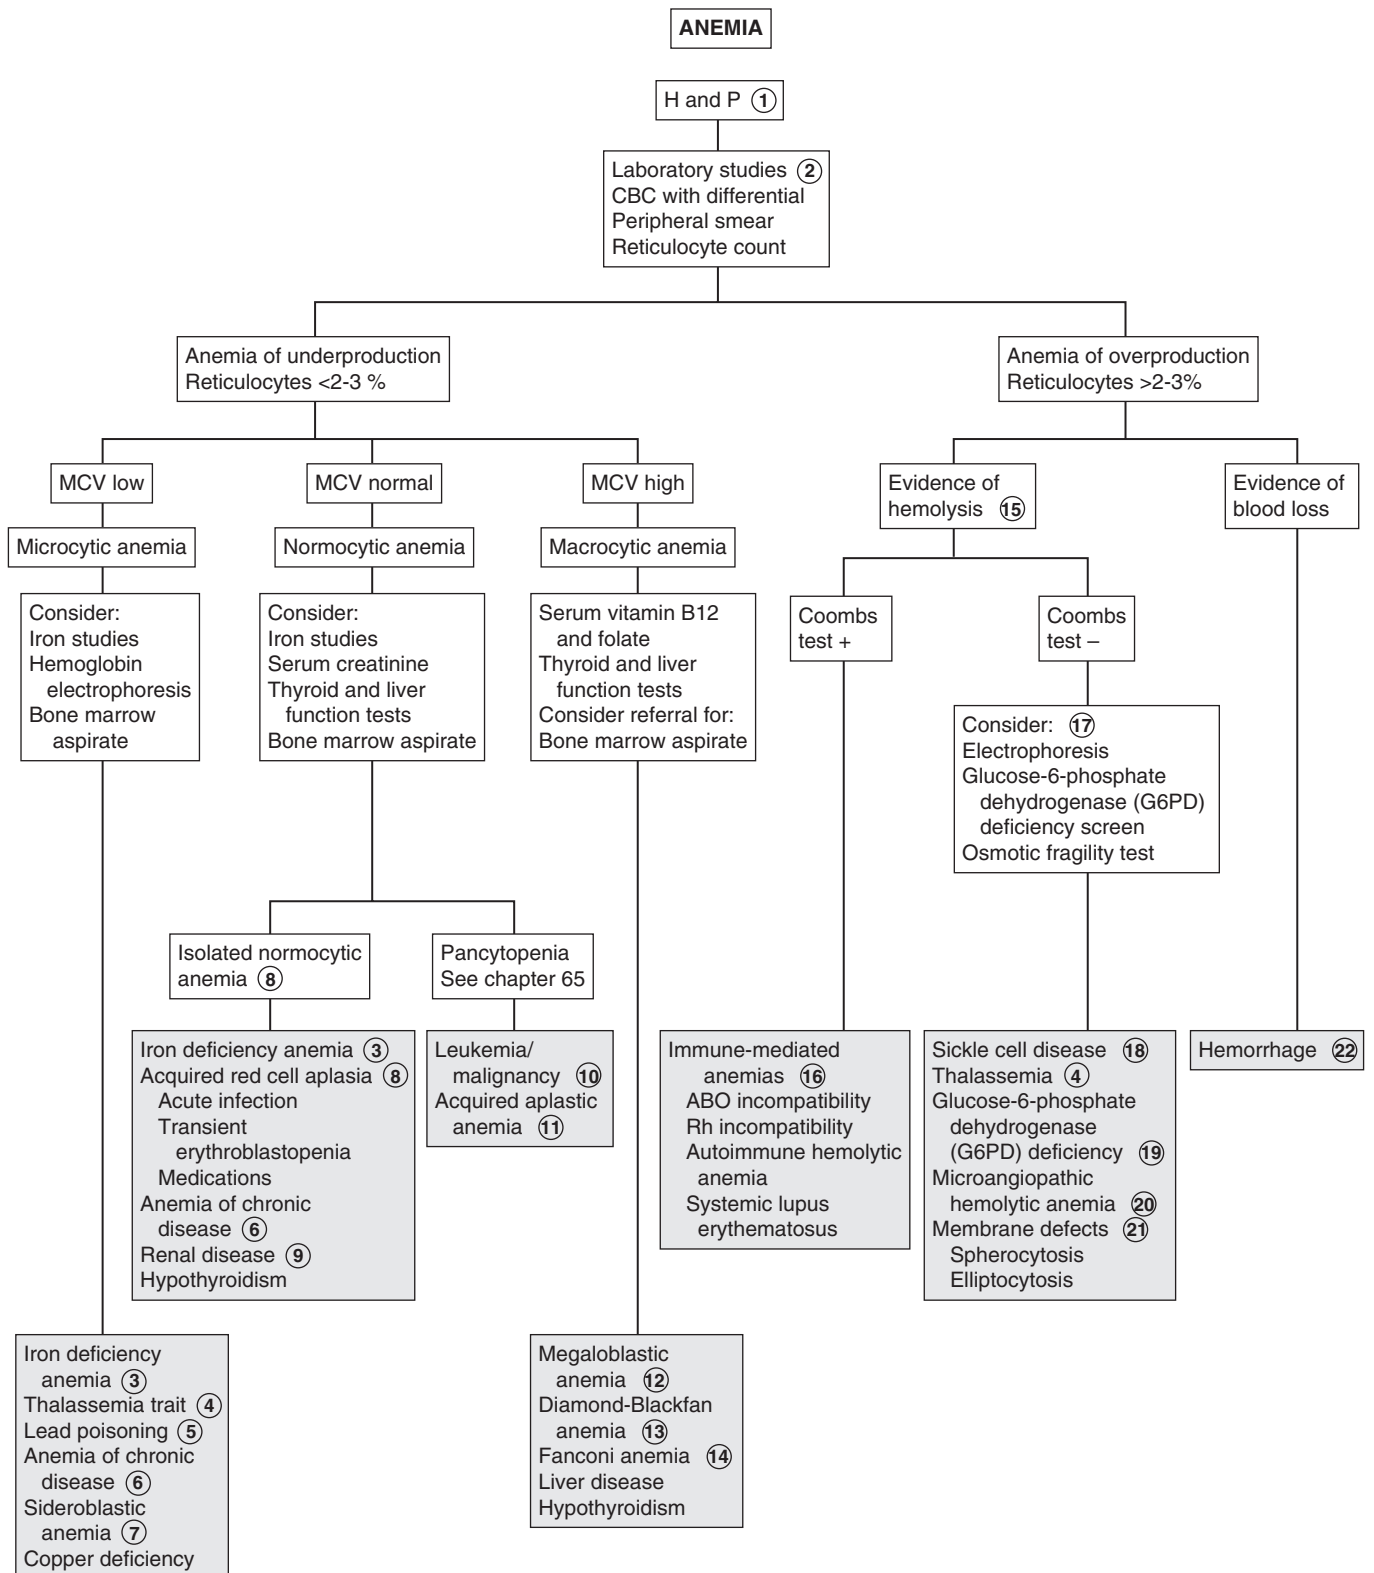 ANEMIA
H and P 1
Laboratory studies 2
CBC with differential
Peripheral smear
Reticulocyte count
Anemia of underproduction
Reticulocytes <2-3 %
Anemia of overproduction
Reticulocytes >2-3%
MCV low
MCV normal
MCV high
Evidence of
hemolysis 15
Evidence of
blood loss
Microcytic anemia
Normocytic anemia
Macrocytic anemia
Consider:
Iron studies
Hemoglobin
electrophoresis
Bone marrow
aspirate
Consider:
Iron studies
Serum creatinine
Thyroid and liver
function tests
Bone marrow aspirate
Serum vitamin B12
and folate
Thyroid and liver
function tests
Consider referral for:
Bone marrow aspirate
Coombs
test +
Coombs
test –
Consider: 17
Electrophoresis
Glucose-6-phosphate
dehydrogenase (G6PD)
deficiency screen
Osmotic fragility test
Isolated normocytic
anemia 8
Pancytopenia
See chapter 65
Iron deficiency anemia 3
Acquired red cell aplasia 8
Acute infection
Transient
erythroblastopenia
Medications
Anemia of chronic
disease 6
Renal disease 9
Hypothyroidism
Leukemia/
malignancy 10
Acquired aplastic
anemia 11
Immune-mediated
anemias 16
ABO incompatibility
Rh incompatibility
Autoimmune hemolytic
anemia
Systemic lupus
erythematosus
Sickle cell disease 18
Thalassemia 4
Glucose-6-phosphate
dehydrogenase
(G6PD) deficiency 19
Microangiopathic
hemolytic anemia 20
Membrane defects 21
Spherocytosis
Elliptocytosis
Hemorrhage 22
Iron deficiency
anemia 3
Thalassemia trait 4
Lead poisoning 5
Anemia of chronic
disease 6
Sideroblastic
anemia 7
Copper deficiency
Megaloblastic
anemia 12
Diamond-Blackfan
anemia 13
Fanconi anemia 14
Liver disease
Hypothyroidism